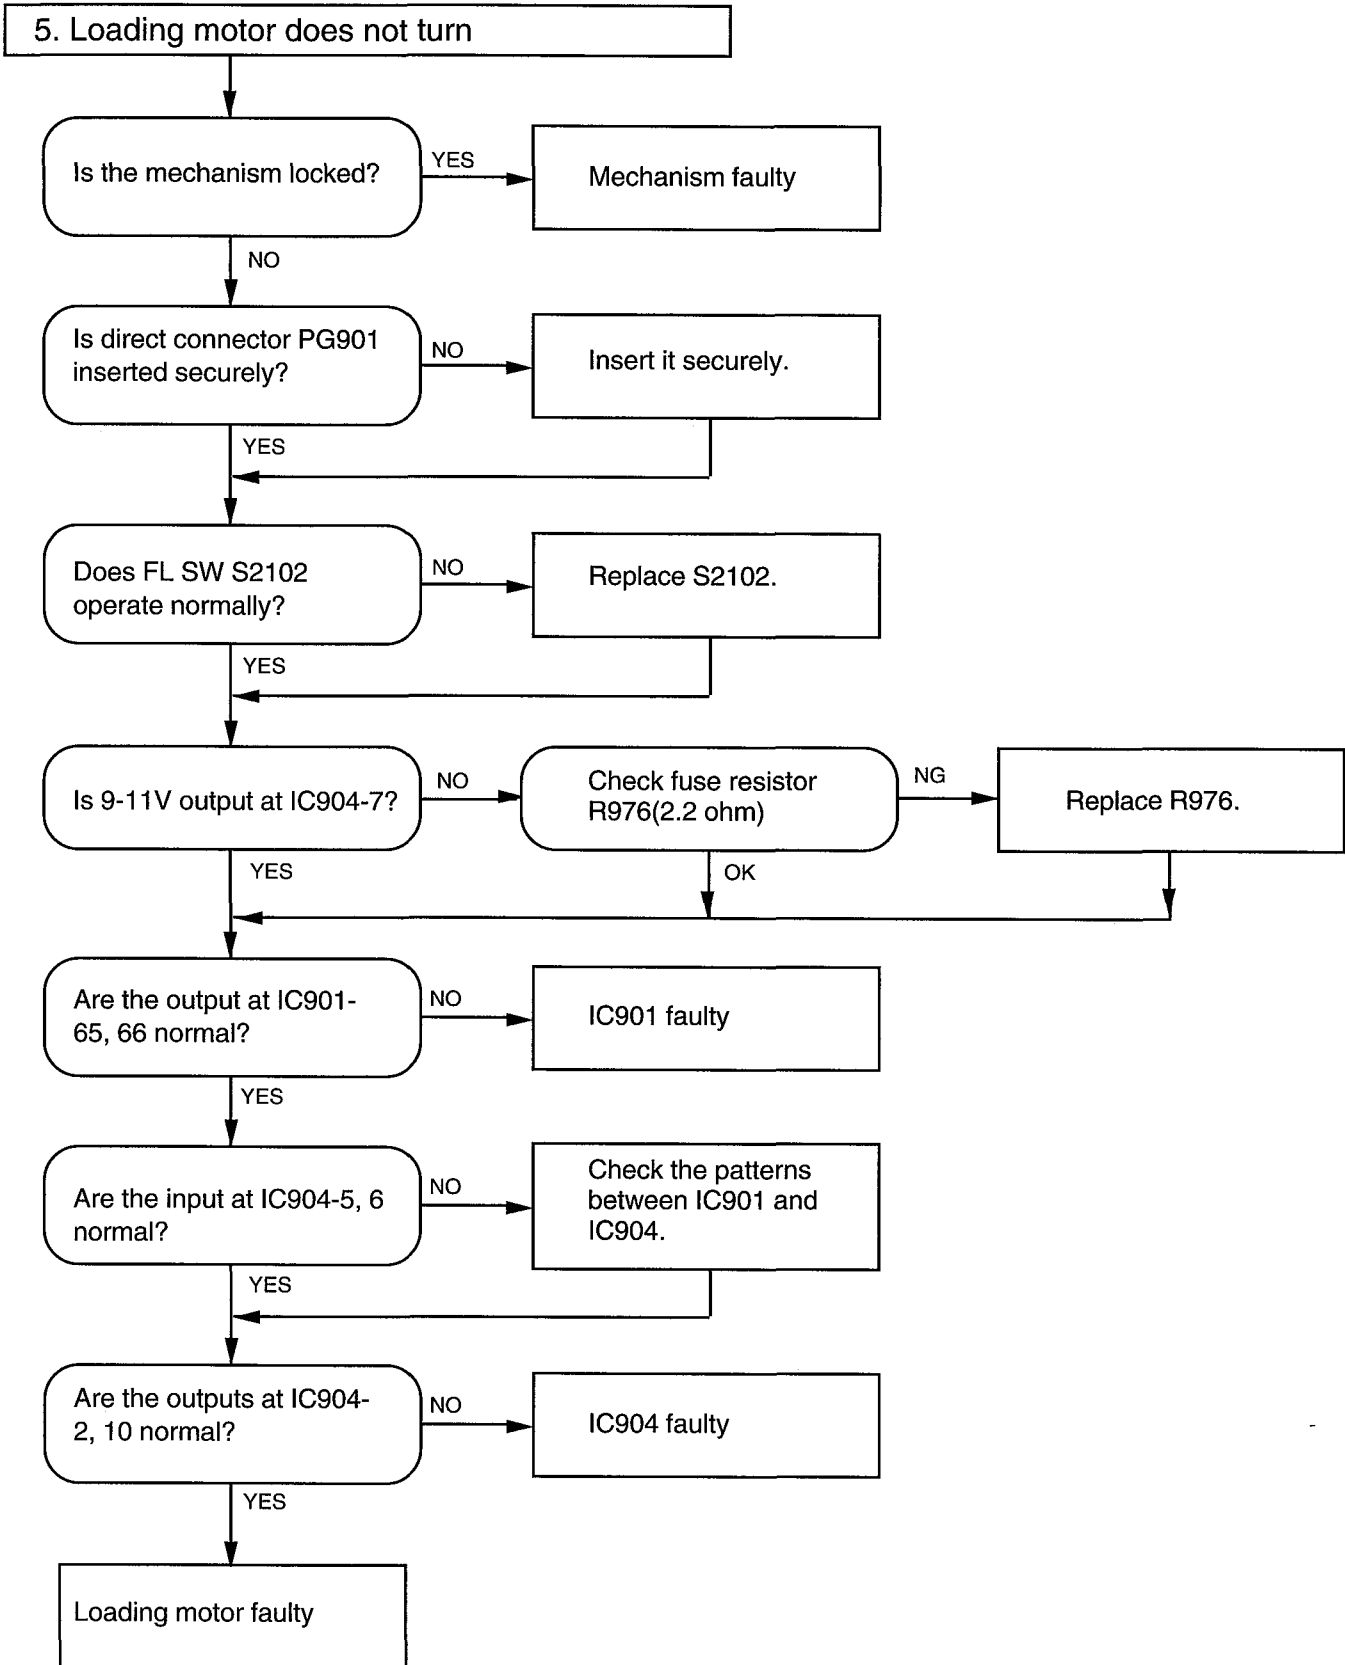 5. Loading motor does not turn
Is the mechanism locked?
YES
Mechanism faulty
NO
Is direct connector PG901
inserted securely?
NO
Insert it securely.
YES
Does FL SW S2102
operate normally?
NO
Replace S2102.
YES
Is 9-11V output at IC904-7?
NO
Check fuse resistor
R976(2.2 ohm)
NG
Replace R976.
YES
OK
Are the output at IC901-
65, 66 normal?
NO
IC901 faulty
YES
Are the input at IC904-5, 6
normal?
NO
Check the patterns
between IC901 and
IC904.
YES
Are the outputs at IC904-
2, 10 normal?
NO
IC904 faulty
YES
Loading motor faulty